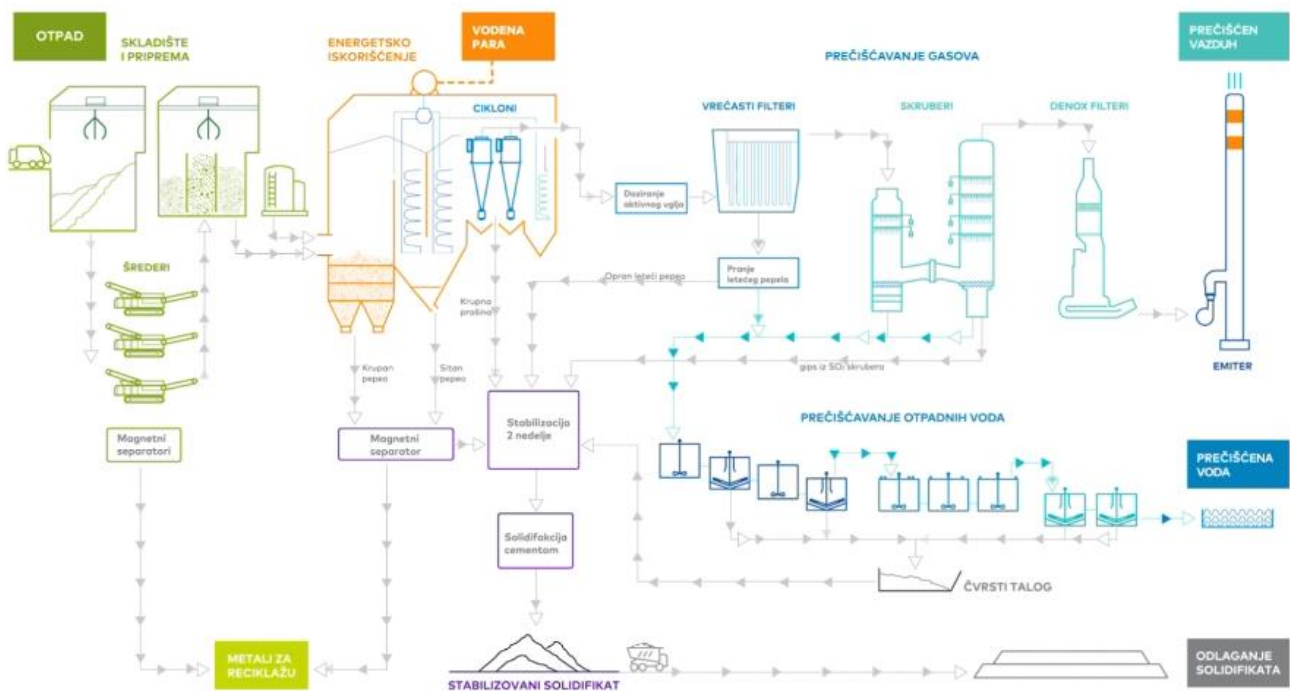 OTPAD
SKLADIŠTE
I PRIPREMA
ENERGETSKO
ISKORIŠĆENJE
VODENA
PARA
PREČIŠĆAVANJE GASOVA
PREČIŠĆEN
VAZDUH
CIKLONI
VREĆASTI FILTERI
SKRUBERI
DENOX FILTERI
Doziranje
aktivnog uglja
ŠREDERI
Opran leteći pepeo
Pranje
letećeg pepela
Krupna
prašina
Krupan
pepeo
Sitan
pepeo
gips iz SO₂ skrubera
EMITER
Magnetni
separatori
Magnetni
separator
Stabilizacija
2 nedelje
PREČIŠĆAVANJE OTPADNIH VODA
PREČIŠĆENA
VODA
Solidifakcija
cementom
ČVRSTI TALOG
METALI ZA
RECIKLAŽU
STABILIZOVANI SOLIDIFIKAT
ODLAGANJE
SOLIDIFIKATA